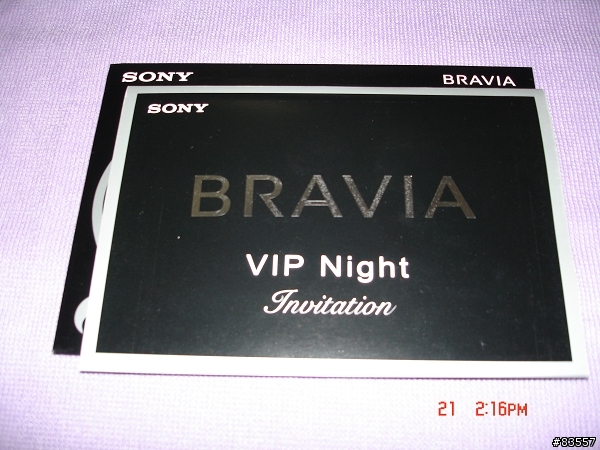 SONY BRAVIA
SONY
BRAVIA
VIP Night
Invitation
21 2:16PM
#83557